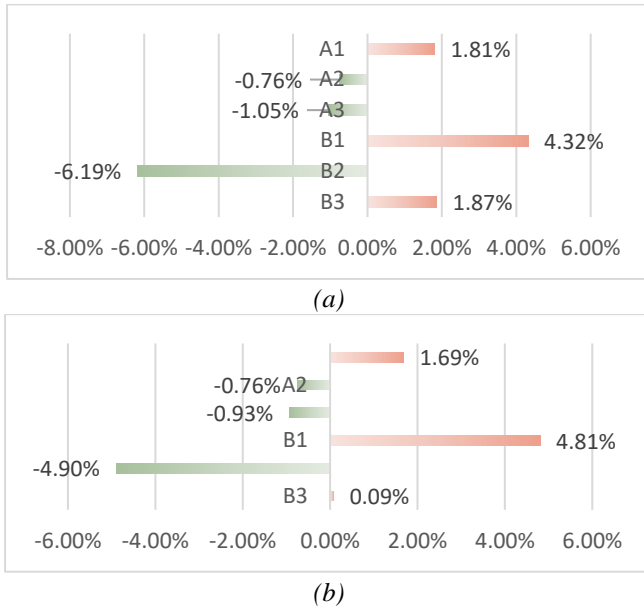 A1 1.81%
-0.76% A2
-1.05% A3
B1 4.32%
-6.19% B2
B3 1.87%
-8.00% -6.00% -4.00% -2.00% 0.00% 2.00% 4.00% 6.00%
(a)
1.69%
-0.76% A2
-0.93%
B1 4.81%
-4.90%
B3 0.09%
-6.00% -4.00% -2.00% 0.00% 2.00% 4.00% 6.00%
(b)